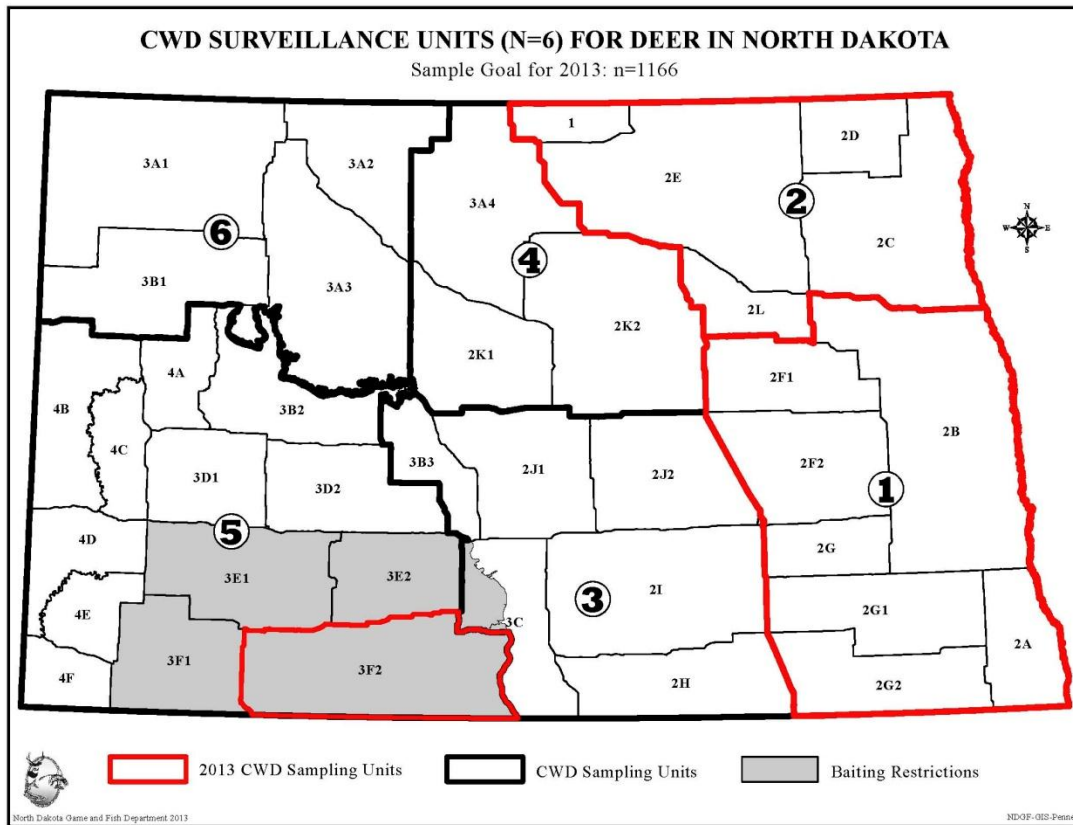 CWD SURVEILLANCE UNITS (N=6) FOR DEER IN NORTH DAKOTA
Sample Goal for 2013: n=1166
1
2D
3A1
3A2
2E
2
3A4
6
2C
N
W
E
S
4
3B1
3A3
2L
2K2
2K1
2F1
4A
4B
3B2
2B
4C
3B3
2J1
2J2
2F2
3D1
3D2
1
5
4D
2G
3E1
3E2
2I
3
4E
2G1
3C
2A
3F1
3F2
4F
2H
2G2
2013 CWD Sampling Units
CWD Sampling Units
Baiting Restrictions
North Dakota Game and Fish Department 2013